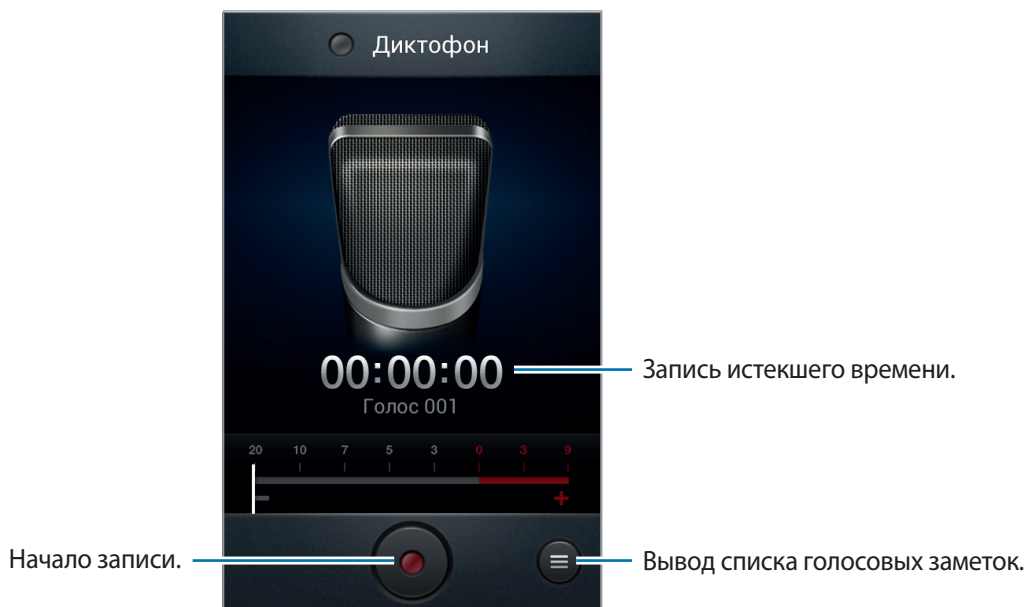 Диктофон
00:00:00
Запись истекшего времени.
Голос 001
20 10 7 5 3 0 3 9
− +
Начало записи.
Вывод списка голосовых заметок.